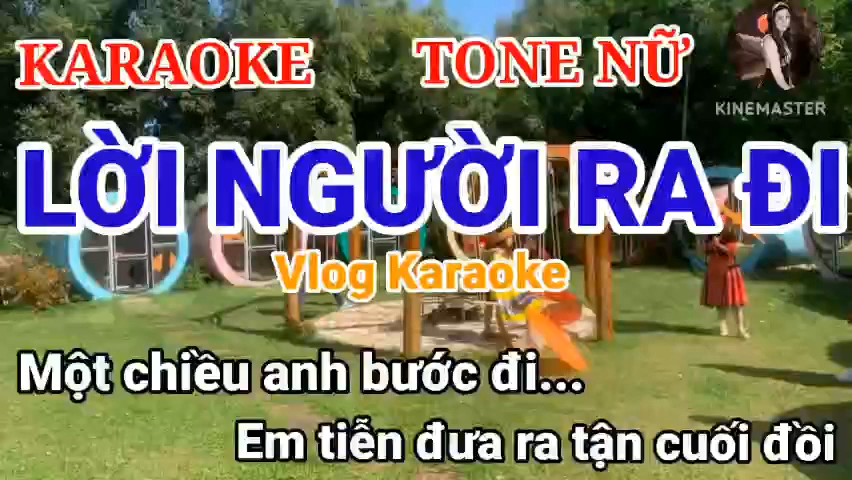 KARAOKE TONE NỮ
KINEMASTER
LỜI NGƯỜI RA ĐI
Vlog Karaoke
Một chiều anh bước đi...
Em tiễn đưa ra tận cuối đồi